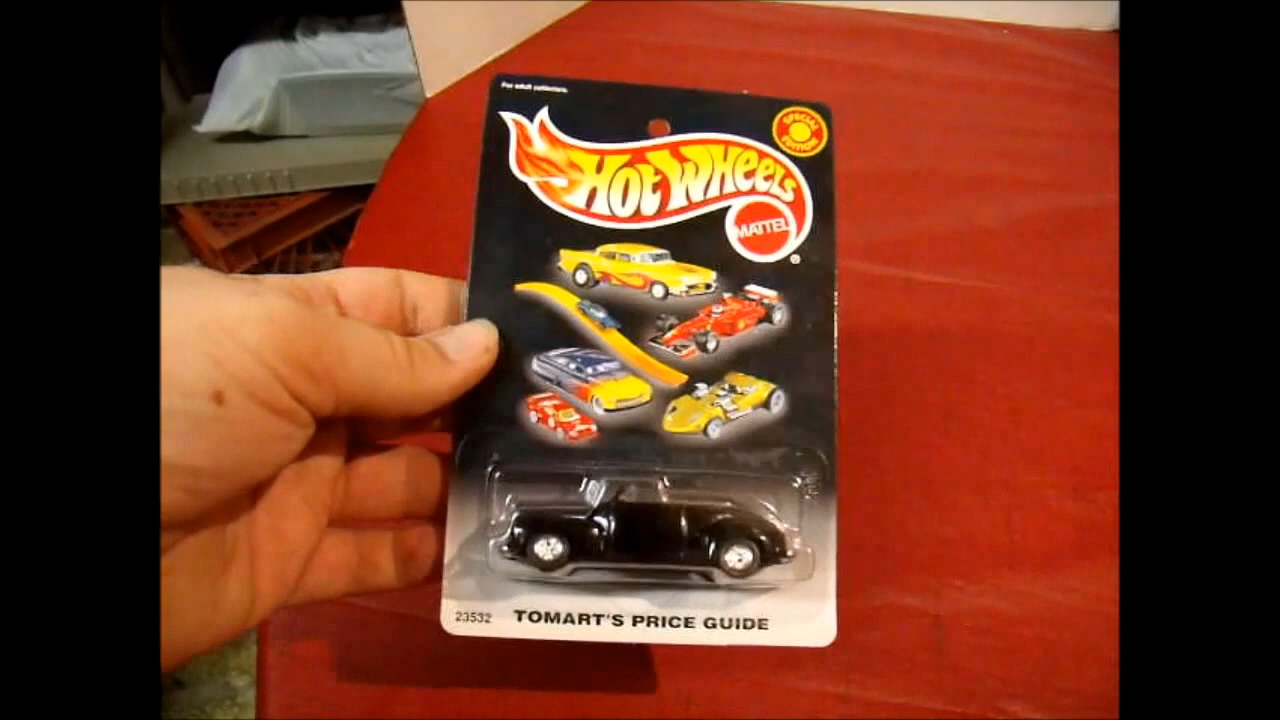 For adult collectors.
SPECIAL
EDITION
HOT WHEELS
MATTEL
®
23532 TOMART'S PRICE GUIDE